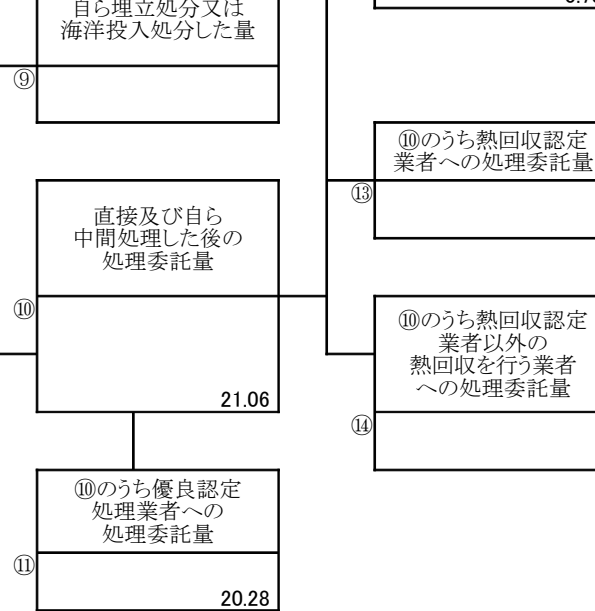 自ら埋立処分又は
海洋投入処分した量
⑨
直接及び自ら
中間処理した後の
処理委託量
⑩
21.06
⑩のうち優良認定
処理業者への
処理委託量
⑪
20.28
⑩のうち熱回収認定
業者への処理委託量
⑬
⑩のうち熱回収認定
業者以外の
熱回収を行う業者
への処理委託量
⑭